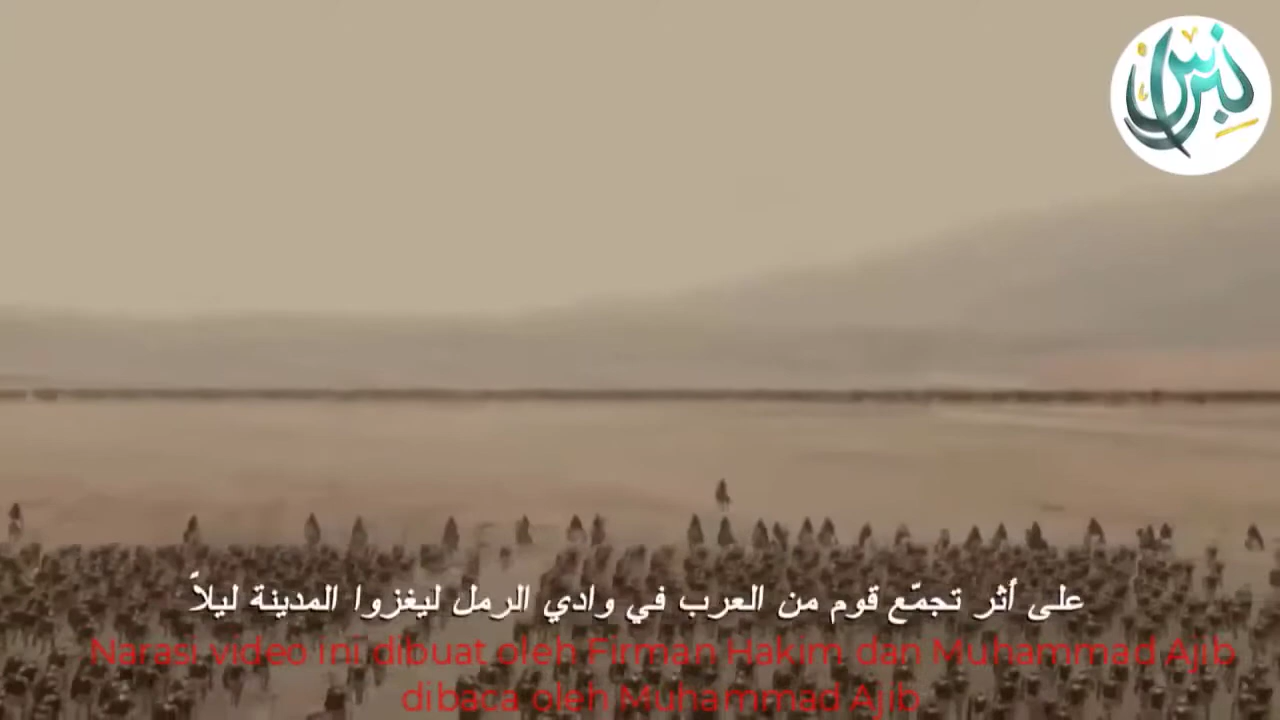 نبراس
على أثر تجمّع قوم من العرب في وادي الرمل ليغزوا المدينة ليلاً
Narasi video ini dibuat oleh Firman Hakim dan Muhammad Ajib
dibaca oleh Muhammad Ajib